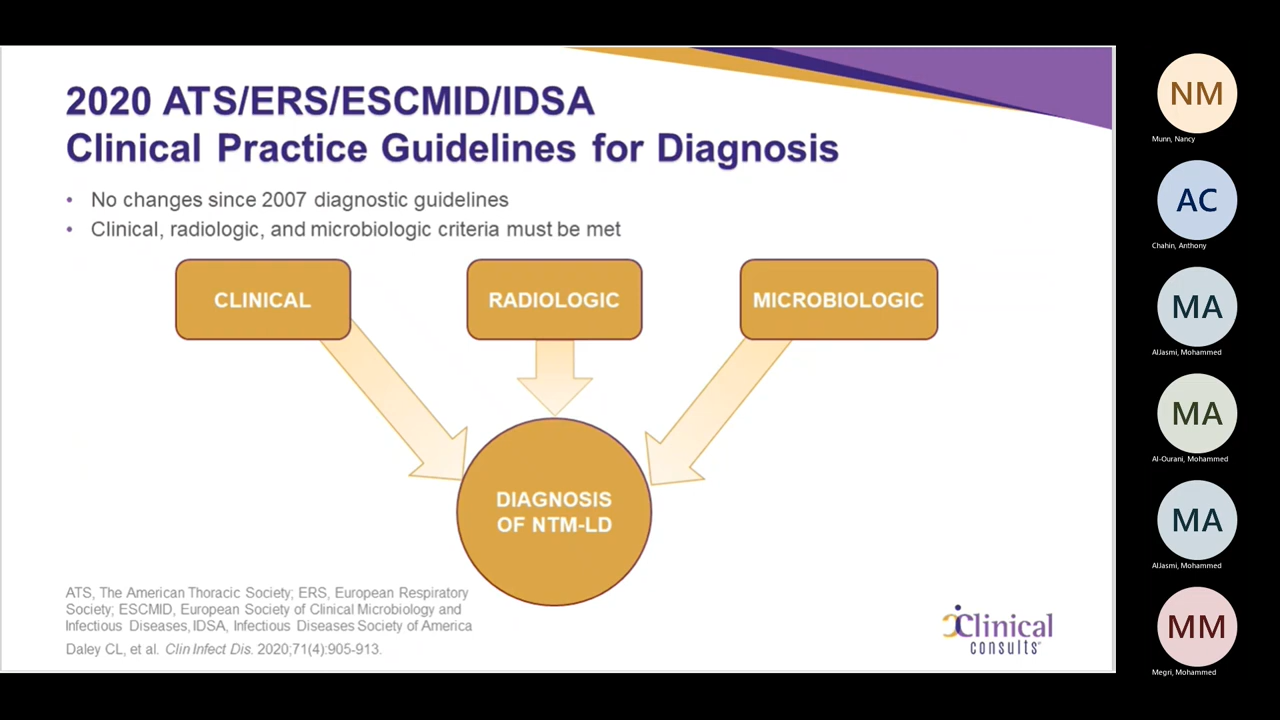 2020 ATS/ERS/ESCMID/IDSA
Clinical Practice Guidelines for Diagnosis
• No changes since 2007 diagnostic guidelines
• Clinical, radiologic, and microbiologic criteria must be met
CLINICAL
RADIOLOGIC
MICROBIOLOGIC
DIAGNOSIS
OF NTM-LD
ATS, The American Thoracic Society; ERS, European Respiratory
Society; ESCMID, European Society of Clinical Microbiology and
Infectious Diseases, IDSA, Infectious Diseases Society of America
Daley CL, et al. Clin Infect Dis. 2020;71(4):905-913.
Clinical
consults
NM
Munn, Nancy
AC
Chahin, Anthony
MA
AlJasmi, Mohammed
MA
Al-Ourani, Mohammed
MA
AlJasmi, Mohammed
MM
Megri, Mohammed